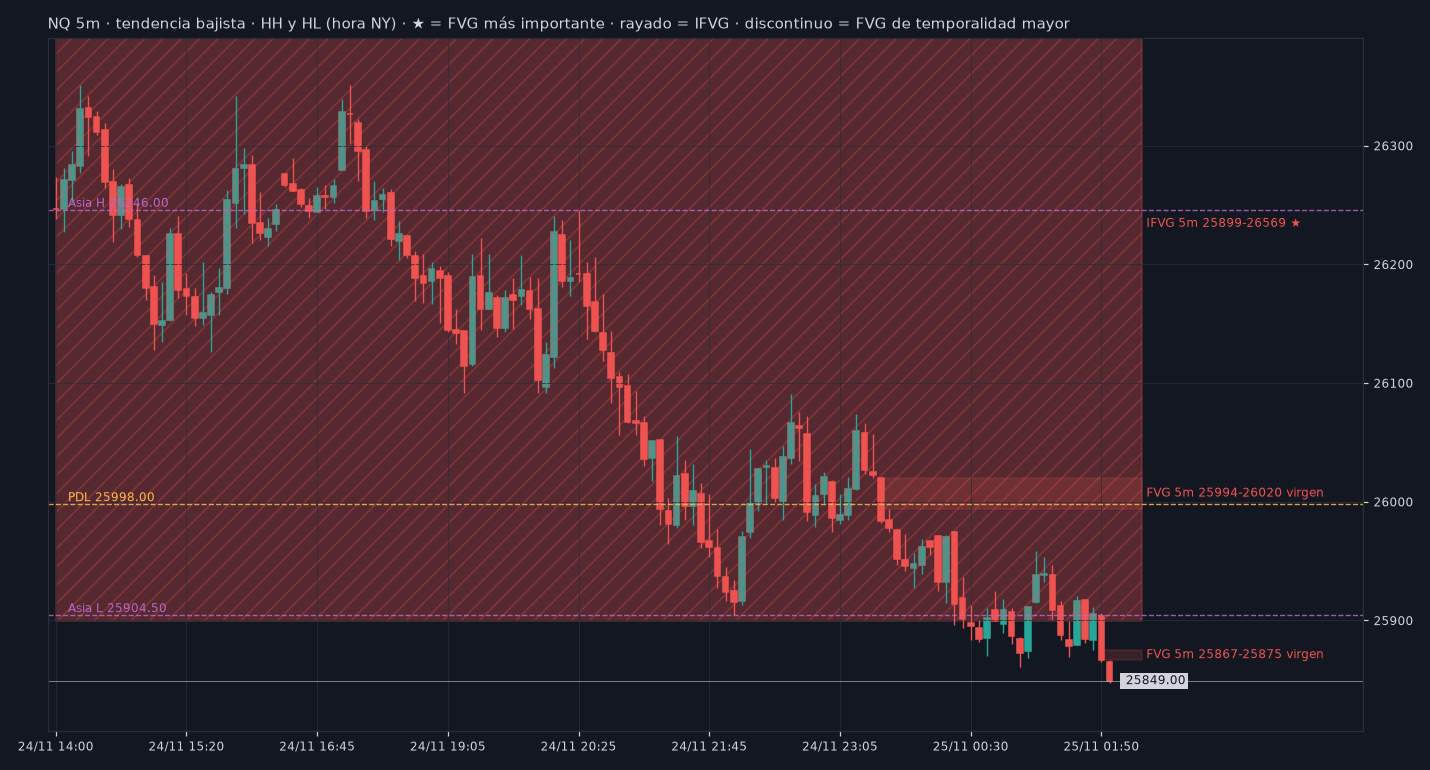 NQ 5m · tendencia bajista · HH y HL (hora NY) · ★ = FVG más importante · rayado = IFVG · discontinuo = FVG de temporalidad mayor
26300
Asia H 26246.00
IFVG 5m 25899-26569 ★
26200
26100
PDL 25998.00
FVG 5m 25994-26020 virgen
26000
Asia L 25904.50
25900
FVG 5m 25867-25875 virgen
25849.00
24/11 14:00 24/11 15:20 24/11 16:45 24/11 19:05 24/11 20:25 24/11 21:45 24/11 23:05 25/11 00:30 25/11 01:50